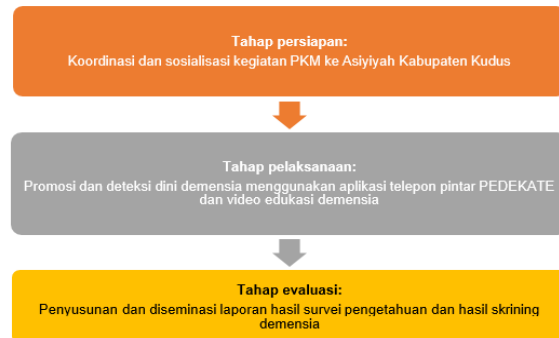 Tahap persiapan:
Koordinasi dan sosialisasi kegiatan PKM ke Asiyiyah Kabupaten Kudus
Tahap pelaksanaan:
Promosi dan deteksi dini demensia menggunakan aplikasi telepon pintar PEDEKATE
dan video edukasi demensia
Tahap evaluasi:
Penyusunan dan diseminasi laporan hasil survei pengetahuan dan hasil skrining
demensia